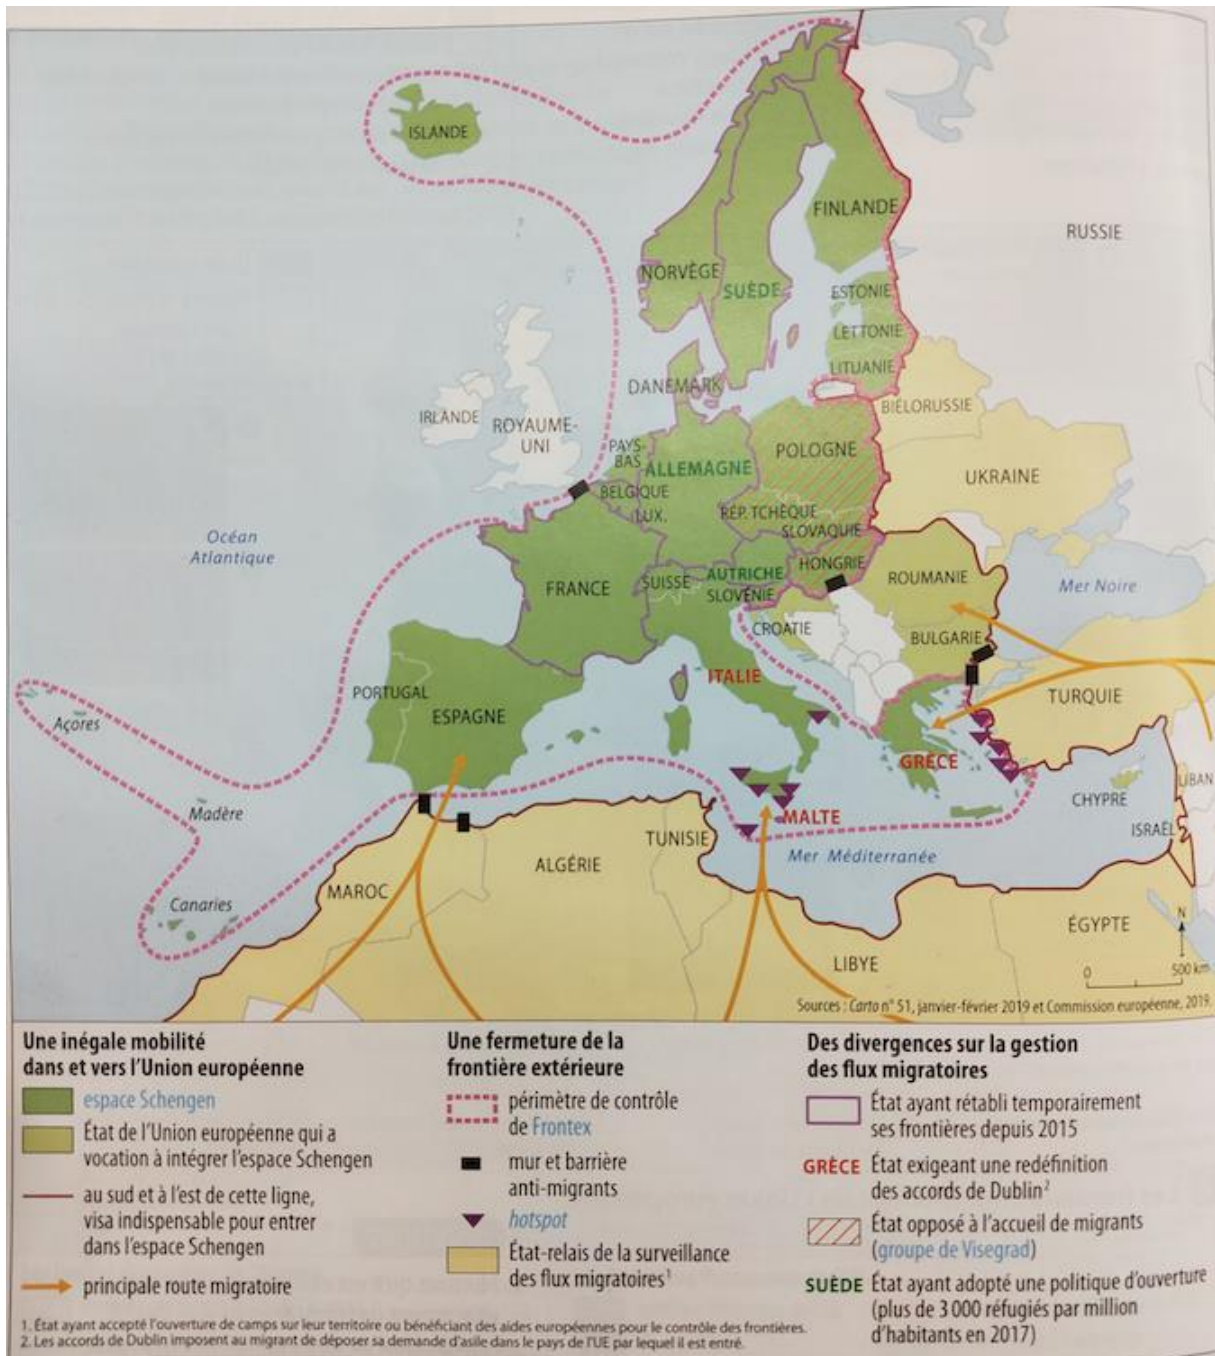 ISLANDE
FINLANDE
RUSSIE
NORVÈGE
SUÈDE
ESTONIE
LETTONIE
LITUANIE
DANEMARK
BIÉLORUSSIE
IRLANDE
ROYAUME-
UNI
PAYS-
BAS
ALLEMAGNE
POLOGNE
UKRAINE
BELGIQUE
LUX.
RÉP. TCHÈQUE
SLOVAQUIE
Océan
Atlantique
FRANCE
SUISSE
AUTRICHE
HONGRIE
SLOVÉNIE
ROUMANIE
Mer Noire
CROATIE
BULGARIE
ITALIE
PORTUGAL
ESPAGNE
TURQUIE
Açores
GRÈCE
Madère
CHYPRE
LIBAN
MALTE
ISRAËL
TUNISIE
Mer Méditerranée
ALGÉRIE
MAROC
Canaries
N
ÉGYPTE
LIBYE
0
500 km
Sources : Carto n° 51, janvier-février 2019 et Commission européenne, 2019.
Une inégale mobilité
dans et vers l'Union européenne
espace Schengen
État de l'Union européenne qui a
vocation à intégrer l'espace Schengen
au sud et à l'est de cette ligne,
visa indispensable pour entrer
dans l'espace Schengen
principale route migratoire
Une fermeture de la
frontière extérieure
périmètre de contrôle
de Frontex
mur et barrière
anti-migrants
hotspot
État-relais de la surveillance
des flux migratoires¹
Des divergences sur la gestion
des flux migratoires
État ayant rétabli temporairement
ses frontières depuis 2015
GRÈCE État exigeant une redéfinition
des accords de Dublin²
État opposé à l'accueil de migrants
(groupe de Visegrad)
SUÈDE État ayant adopté une politique d'ouverture
(plus de 3 000 réfugiés par million
d'habitants en 2017)
1. État ayant accepté l'ouverture de camps sur leur territoire ou bénéficiant des aides européennes pour le contrôle des frontières.
2. Les accords de Dublin imposent au migrant de déposer sa demande d'asile dans le pays de l'UE par lequel il est entré.